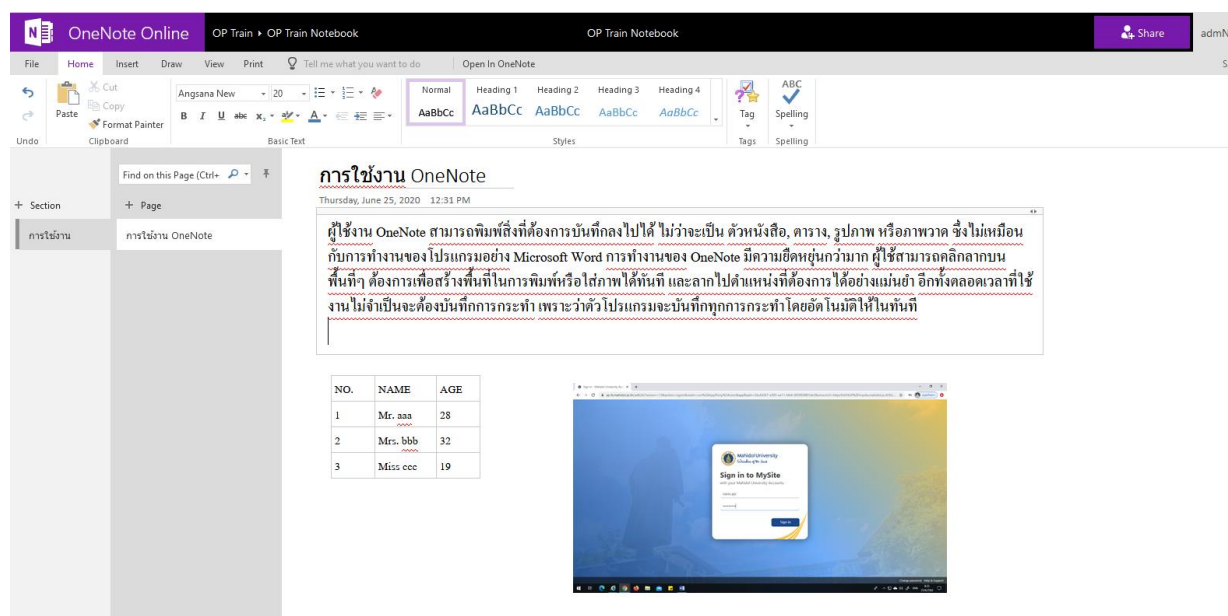 OneNote Online
OP Train ▸ OP Train Notebook
OP Train Notebook
Share
admN
File Home Insert Draw View Print Tell me what you want to do Open In OneNote
Cut
Copy
Paste
Format Painter
Angsana New 20
B I U abc
Normal Heading 1 Heading 2 Heading 3 Heading 4
AaBbCc AaBbCc AaBbCc AaBbCc AaBbCc
Tag
ABC
Spelling
Undo Clipboard Basic Text Styles Tags Spelling
Find on this Page (Ctrl+
+ Section
+ Page
การใช้งาน
การใช้งาน OneNote
การใช้งาน OneNote
Thursday, June 25, 2020 12:31 PM
ผู้ใช้งาน OneNote สามารถพิมพ์สิ่งที่ต้องการบันทึกลงไปได้ ไม่ว่าจะเป็น ตัวหนังสือ, ตาราง, รูปภาพ หรือภาพวาด ซึ่งไม่เหมือน
กับการทำงานของโปรแกรมอย่าง Microsoft Word การทำงานของ OneNote มีความยืดหยุ่นกว่ามาก ผู้ใช้สามารถคลิกลากบน
พื้นที่ๆ ต้องการเพื่อสร้างพื้นที่ในการพิมพ์หรือใส่ภาพได้ทันที และลากไปตำแหน่งที่ต้องการได้อย่างแม่นยำ อีกทั้งตลอดเวลาที่ใช้
งานไม่จำเป็นจะต้องบันทึกการกระทำ เพราะว่าตัวโปรแกรมจะบันทึกทุกการกระทำโดยอัตโนมัติให้ในทันที
NO. NAME AGE
1 Mr. aaa 28
2 Mrs. bbb 32
3 Miss ccc 19
Mahidol University
Sign in to MySite
with your Mahidol University Accounts
Sign in